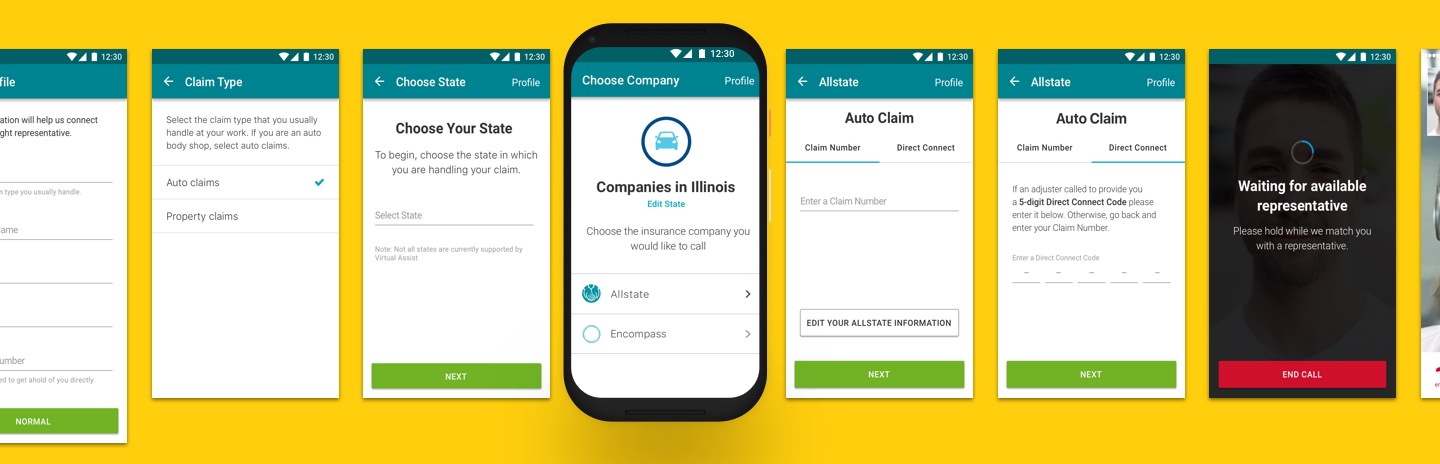 12:30
file
Profile
ation will help us connect
ght representative.
n type you usually handle.
ame
umber
ed to get ahold of you directly.
NORMAL
12:30
Claim Type
Select the claim type that you usually
handle at your work. If you are an auto
body shop, select auto claims.
Auto claims
Property claims
12:30
Choose State
Profile
Choose Your State
To begin, choose the state in which
you are handling your claim.
Select State
Note: Not all states are currently supported by
Virtual Assist
NEXT
12:30
Choose Company
Profile
Companies in Illinois
Edit State
Choose the insurance company you
would like to call
Allstate
Encompass
12:30
Allstate
Profile
Auto Claim
Claim Number
Direct Connect
Enter a Claim Number
EDIT YOUR ALLSTATE INFORMATION
NEXT
12:30
Allstate
Profile
Auto Claim
Claim Number
Direct Connect
If an adjuster called to provide you
a 5-digit Direct Connect Code please
enter it below. Otherwise, go back and
enter your Claim Number.
Enter a Direct Connect Code
NEXT
12:30
Waiting for available
representative
Please hold while we match you
with a representative.
END CALL